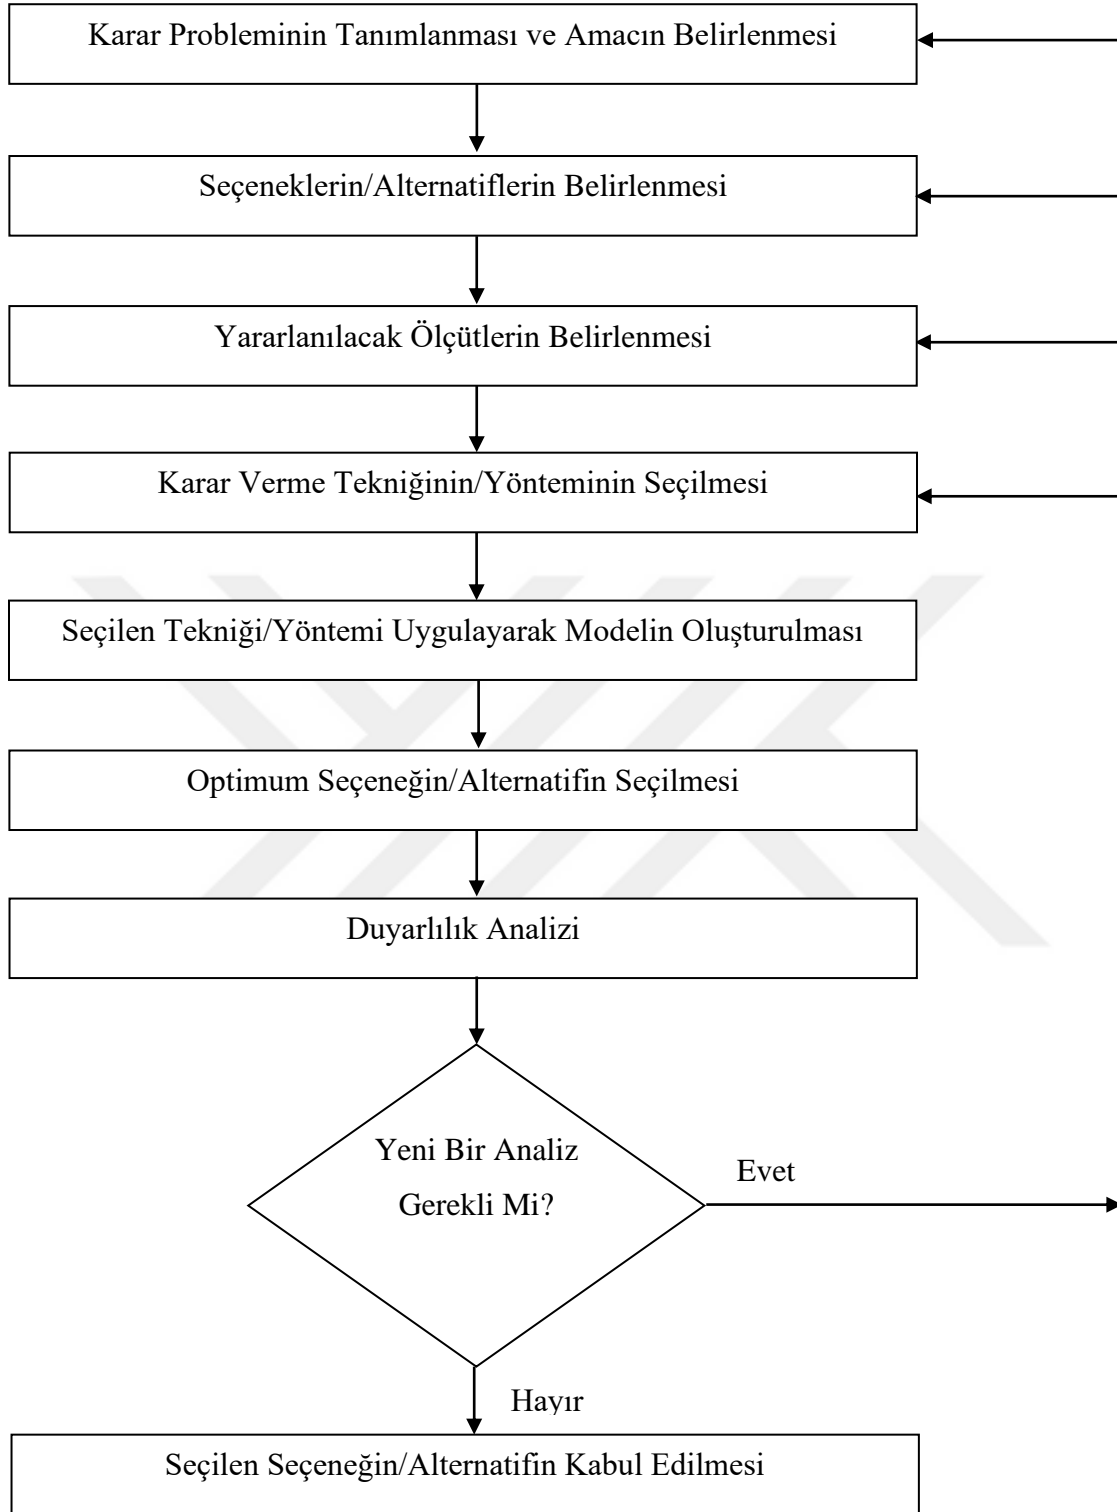 Karar Probleminin Tanımlanması ve Amacın Belirlenmesi
Seçeneklerin/Alternatiflerin Belirlenmesi
Yararlanılacak Ölçütlerin Belirlenmesi
Karar Verme Tekniğinin/Yönteminin Seçilmesi
Seçilen Tekniği/Yöntemi Uygulayarak Modelin Oluşturulması
Optimum Seçeneğin/Alternatifin Seçilmesi
Duyarlılık Analizi
Yeni Bir Analiz
Gerekli Mi?
Evet
Hayır
Seçilen Seçeneğin/Alternatifin Kabul Edilmesi